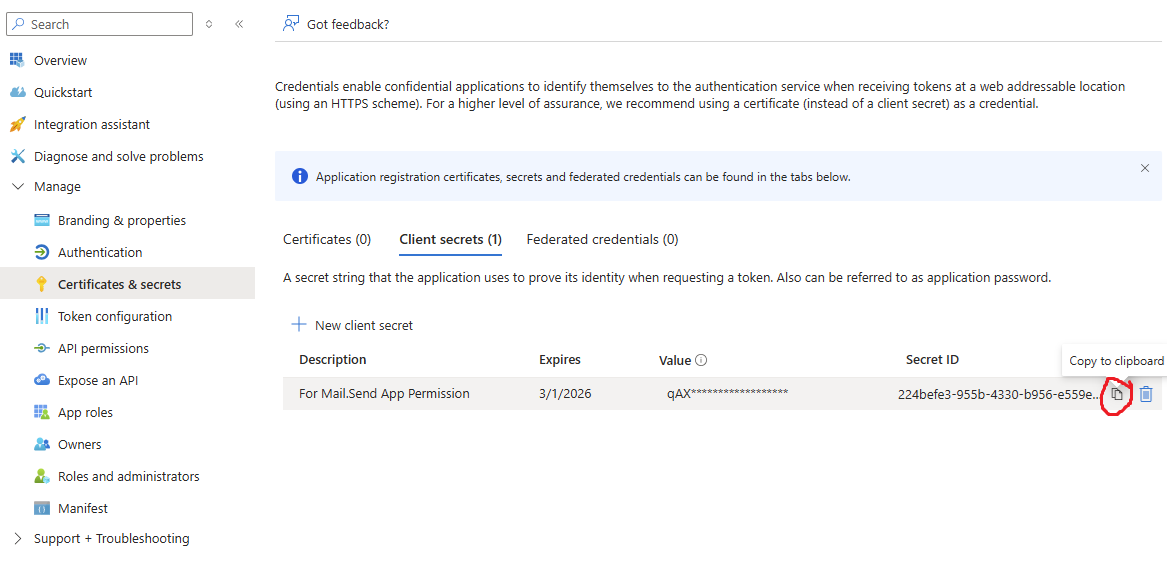 Search
Overview
Quickstart
Integration assistant
Diagnose and solve problems
Manage
Branding & properties
Authentication
Certificates & secrets
Token configuration
API permissions
Expose an API
App roles
Owners
Roles and administrators
Manifest
Support + Troubleshooting
Got feedback?
Credentials enable confidential applications to identify themselves to the authentication service when receiving tokens at a web addressable location
(using an HTTPS scheme). For a higher level of assurance, we recommend using a certificate (instead of a client secret) as a credential.
Application registration certificates, secrets and federated credentials can be found in the tabs below.
Certificates (0) Client secrets (1) Federated credentials (0)
A secret string that the application uses to prove its identity when requesting a token. Also can be referred to as application password.
New client secret
Description Expires Value Secret ID
Copy to clipboard
For Mail.Send App Permission 3/1/2026 qAX****************** 224befe3-955b-4330-b956-e559e...